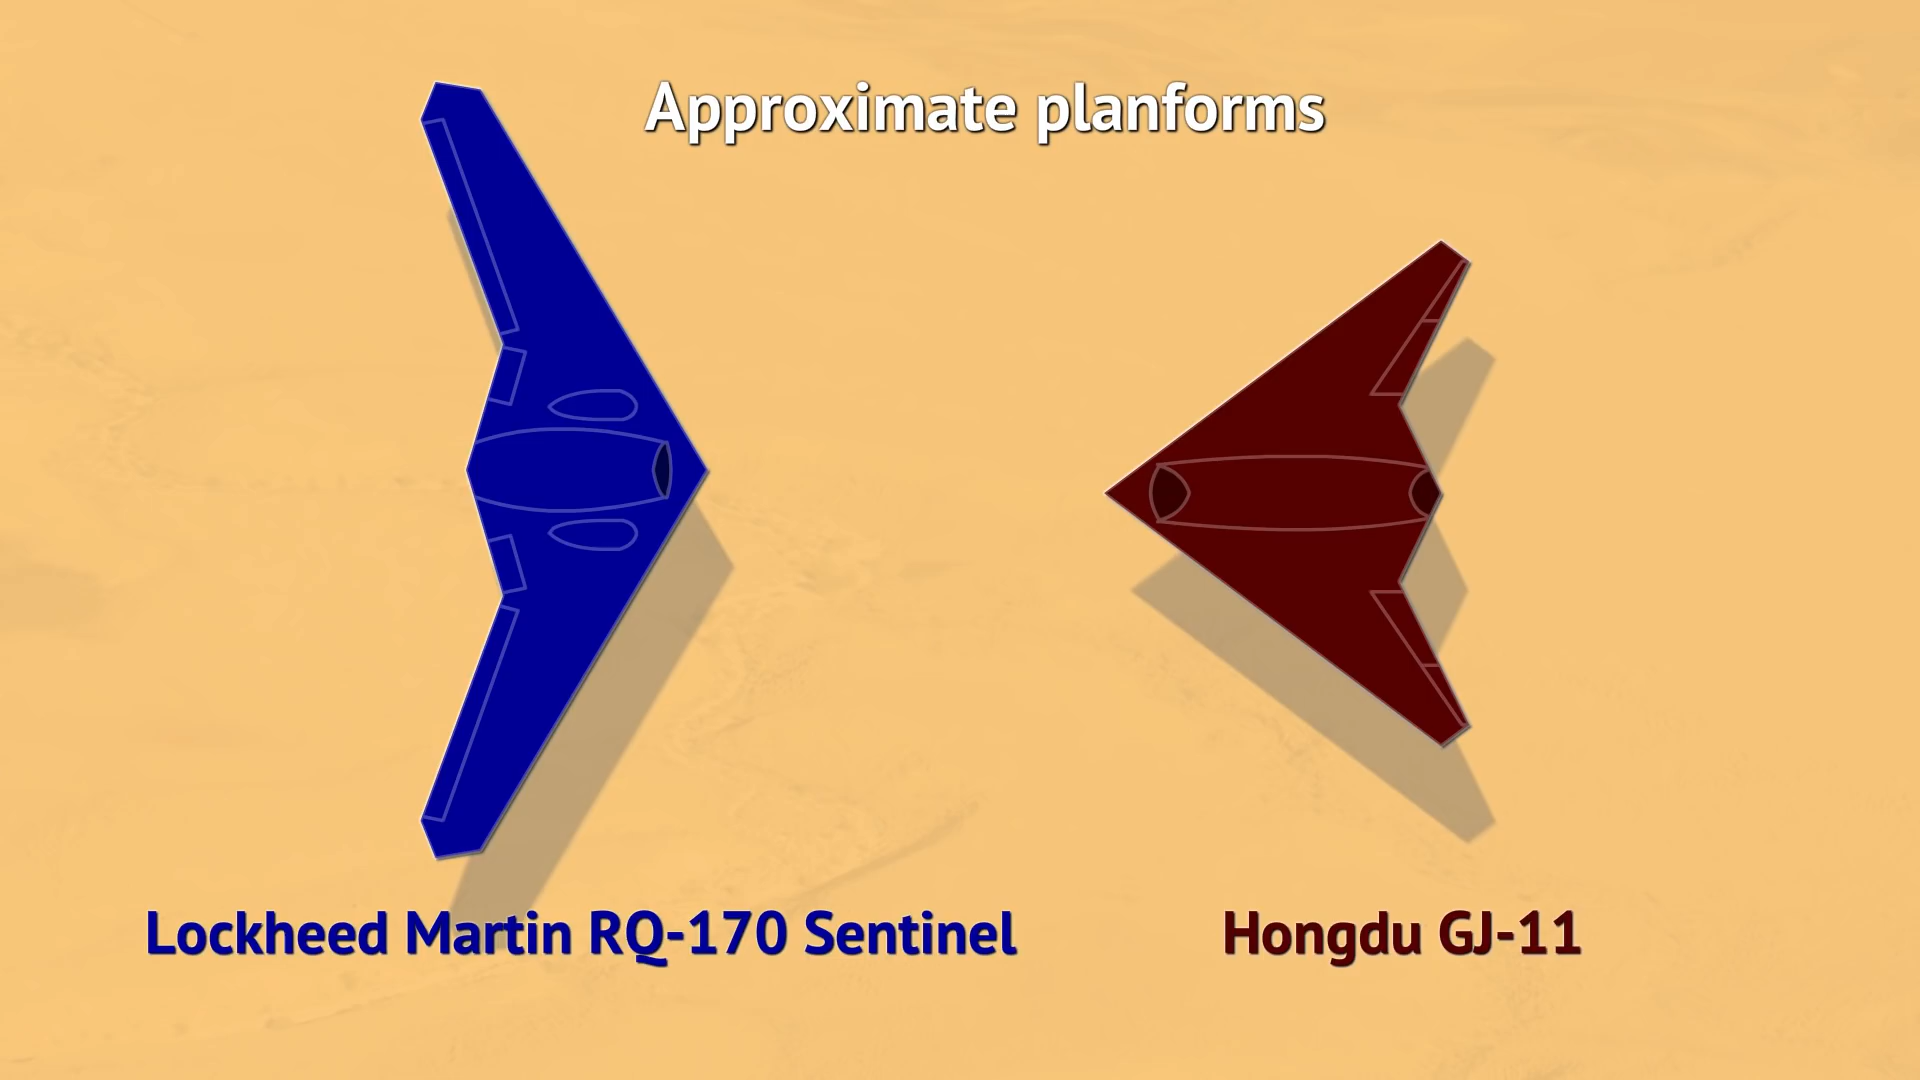 Approximate planforms
Lockheed Martin RQ-170 Sentinel
Hongdu GJ-11